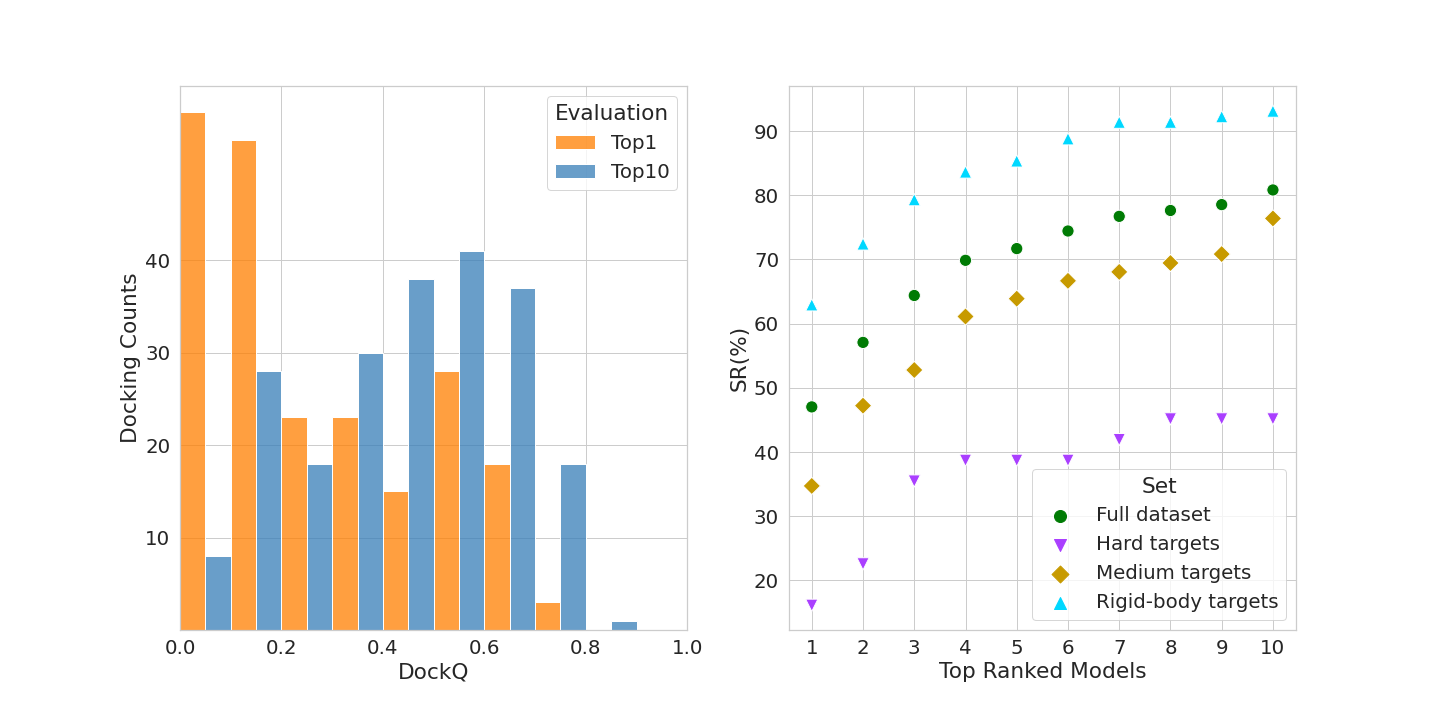 Evaluation
Top1
Top10
40
30
20
10
Docking Counts
0.0 0.2 0.4 0.6 0.8 1.0
DockQ
90
80
70
60
50
40
30
20
SR(%)
Set
Full dataset
Hard targets
Medium targets
Rigid-body targets
1 2 3 4 5 6 7 8 9 10
Top Ranked Models